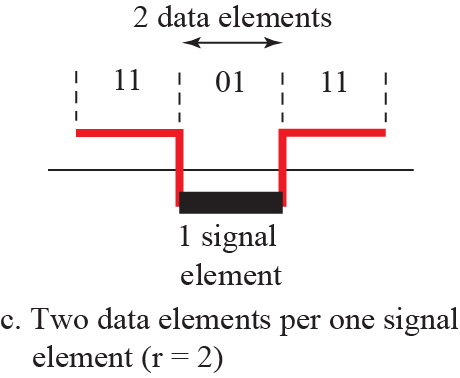 2 data elements
11 01 11
1 signal
element
c. Two data elements per one signal
element (r = 2)